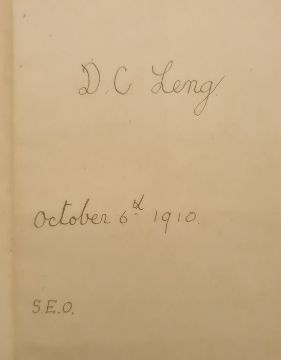 D. C Leng
October 6th 1910.
S.E.O.